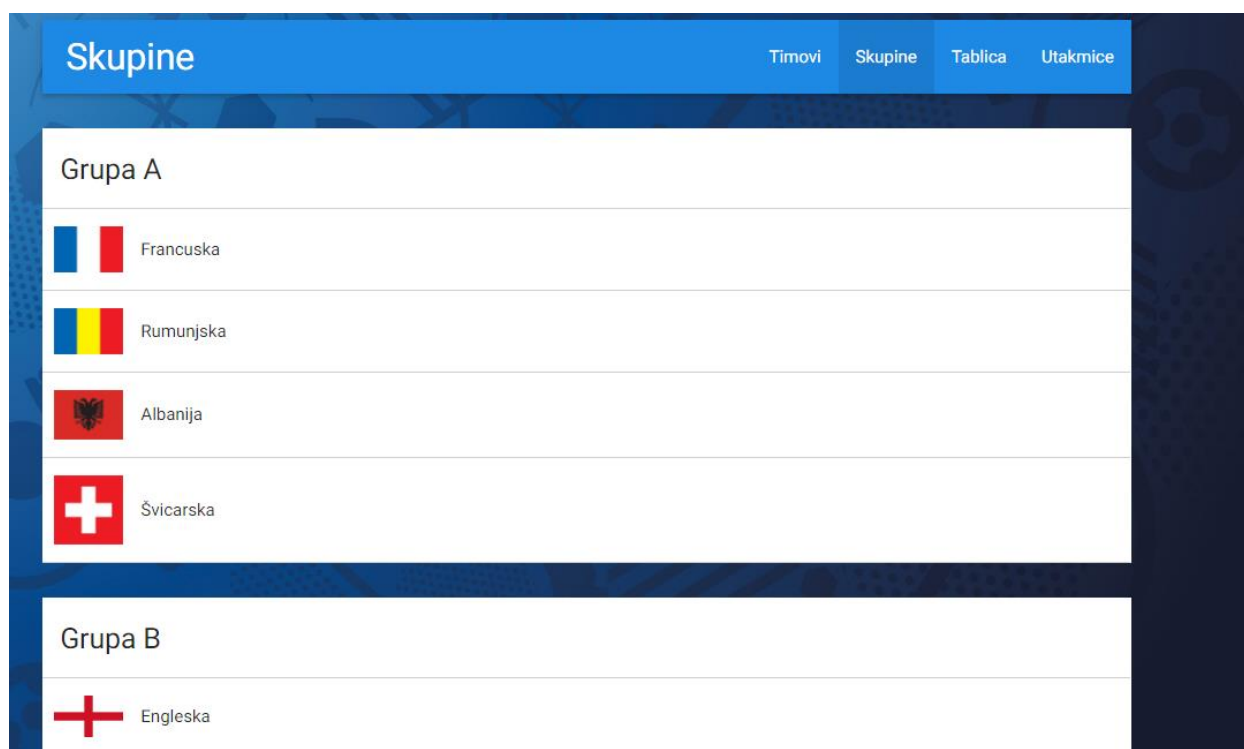 Skupine
Timovi Skupine Tablica Utakmice
Grupa A
Francuska
Rumunjska
Albanija
Švicarska
Grupa B
Engleska